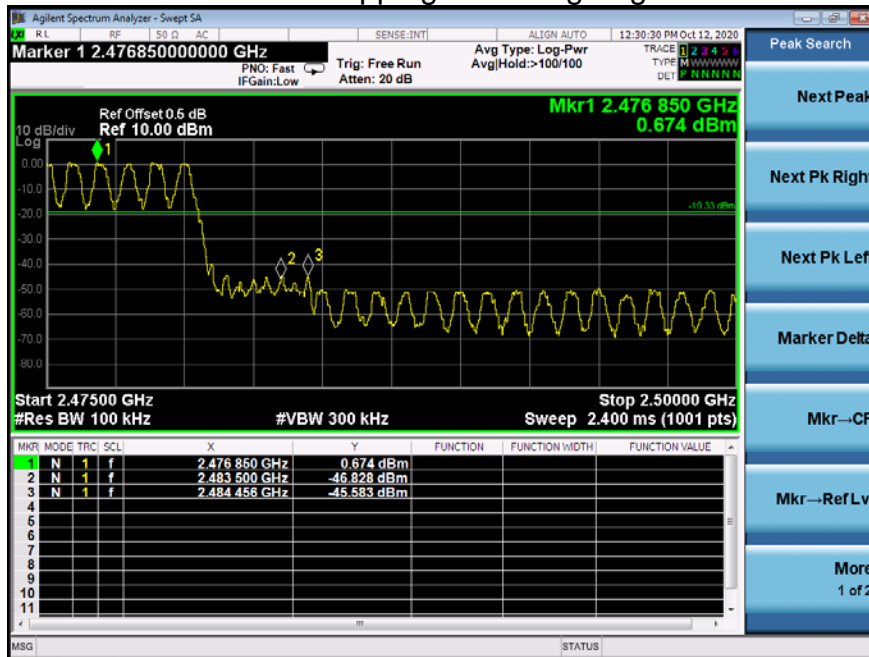 Agilent Spectrum Analyzer - Swept SA
RL RF 50 Ω AC SENSE:INT ALIGN AUTO 12:30:30 PM Oct 12, 2020
Marker 1 2.476850000000 GHz
PNO: Fast
IFGain:Low
Trig: Free Run
Atten: 20 dB
Avg Type: Log-Pwr
Avg|Hold:>100/100
TRACE 1 2 3 4 5 6
TYPE M W W W W W
DET P N N N N N
Mkr1 2.476 850 GHz
0.674 dBm
Ref Offset 0.5 dB
10 dB/div Ref 10.00 dBm
Log
1
0.00
-10.0
-20.0
-19.33 dBm
-30.0
-40.0
2
3
-50.0
-60.0
-70.0
-80.0
Start 2.47500 GHz Stop 2.50000 GHz
#Res BW 100 kHz #VBW 300 kHz Sweep 2.400 ms (1001 pts)
MKR MODE TRC SCL X Y FUNCTION FUNCTION WIDTH FUNCTION VALUE
1 N 1 f 2.476 850 GHz 0.674 dBm
2 N 1 f 2.483 500 GHz -46.828 dBm
3 N 1 f 2.484 456 GHz -45.583 dBm
4
5
6
7
8
9
10
11
MSG STATUS
Peak Search
Next Peak
Next Pk Right
Next Pk Left
Marker Delta
Mkr→CF
Mkr→Ref Lv
More
1 of 2